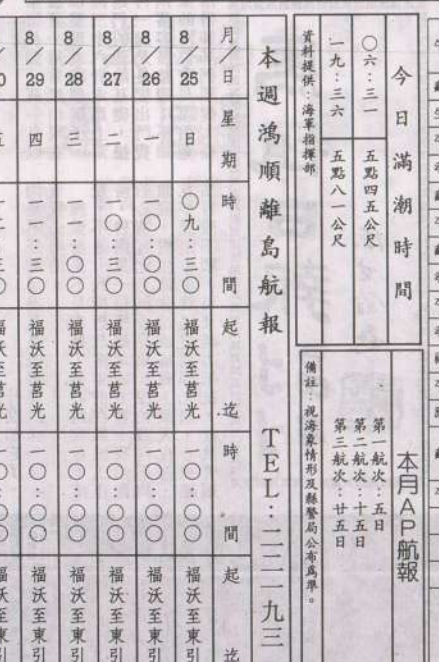 今日滿潮時間
〇六：三一 五點四五公尺
一九：三六 五點八一公尺
資料提供：海軍指揮部
本月AP航報
第一航次：五日
第二航次：十五日
第三航次：廿五日
備註：視海象情形及縣警局公布為準。
本週鴻順離島航報 TEL：二二一九三
月／日 星期 時間 起迄 時間 起迄
8／25 日 〇九：三〇 福沃至莒光 一〇：〇〇 福沃至東引
8／26 一 一〇：〇〇 福沃至莒光 一〇：〇〇 福沃至東引
8／27 二 一〇：三〇 福沃至莒光 一〇：〇〇 福沃至東引
8／28 三 一一：〇〇 福沃至莒光 一〇：〇〇 福沃至東引
8／29 四 一一：三〇 福沃至莒光 一〇：〇〇 福沃至東引